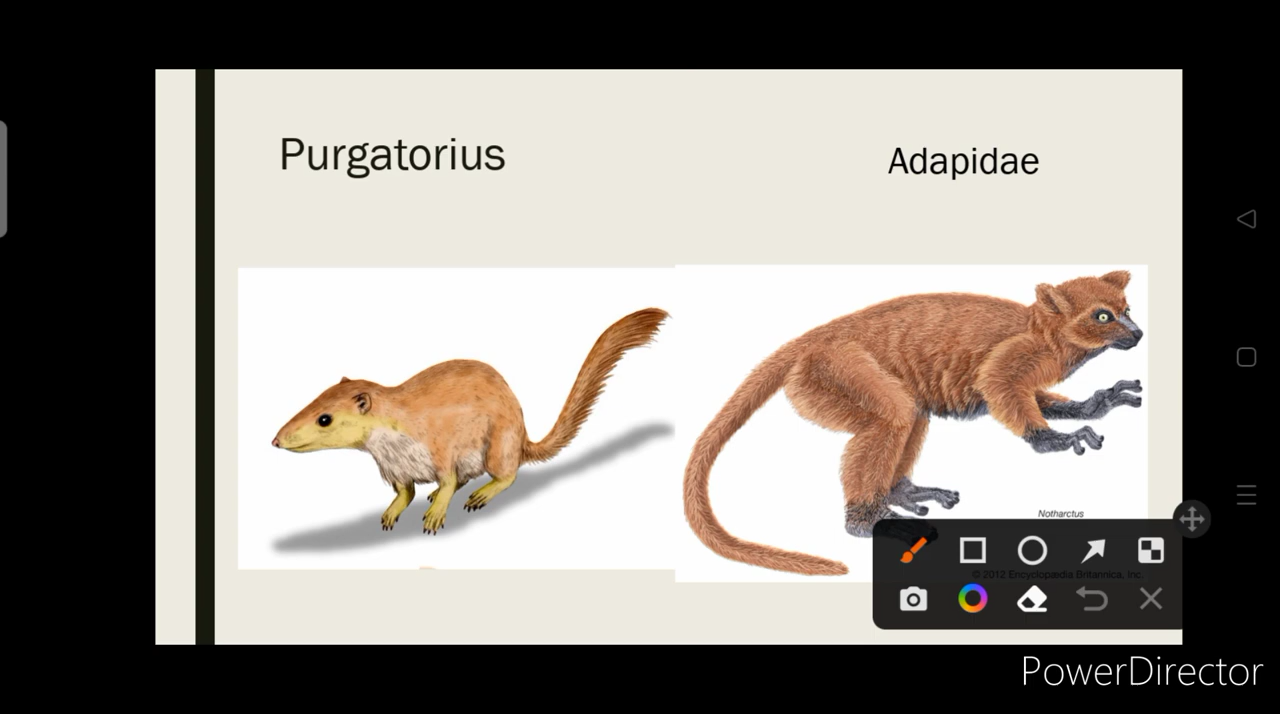 Purgatorius
Adapidae
Notharctus
© 2012 Encyclopædia Britannica, Inc.
PowerDirector